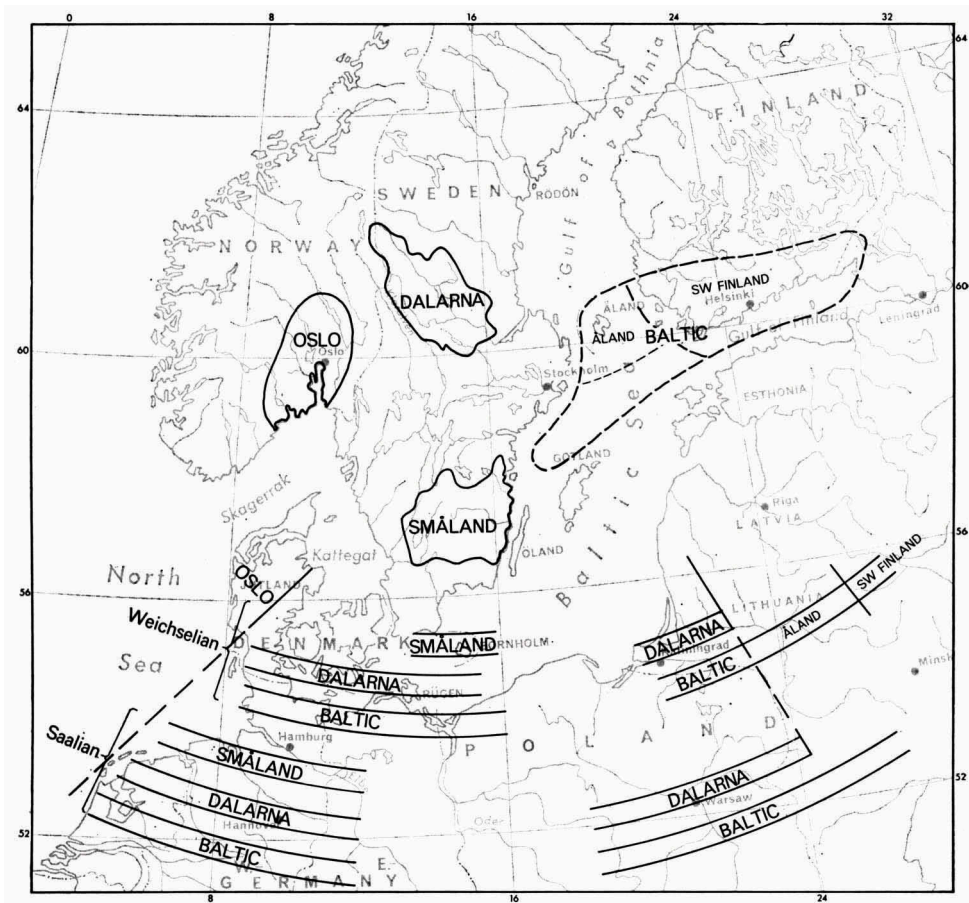 0 8 16 24 32
64
64
FINLAND
Gulf of Bothnia
SWEDEN
RÖDÖN
NORWAY
SW FINLAND
Helsinki
60
DALARNA
ÅLAND
Leningrad
OSLO
Oslo
ÅLAND BALTIC
Gulf of Finland
60
Stockholm
ESTHONIA
GOTLAND
Baltic Sea
Skagerrak
Riga
LATVIA
SMÅLAND
Kattegat
ÖLAND
North
Sea
OSLO
SW FINLAND
56
56
LITHUANIA
ÅLAND
Weichselian
DENMARK
SMÅLAND
DALARNA
Minsk
DALARNA
BALTIC
RÜGEN
BALTIC
Saalian
Hamburg
POLAND
SMÅLAND
DALARNA
52
DALARNA
Warsaw
Hannover
Oder
BALTIC
52
BALTIC
W. E.
GERMANY
8 16 24